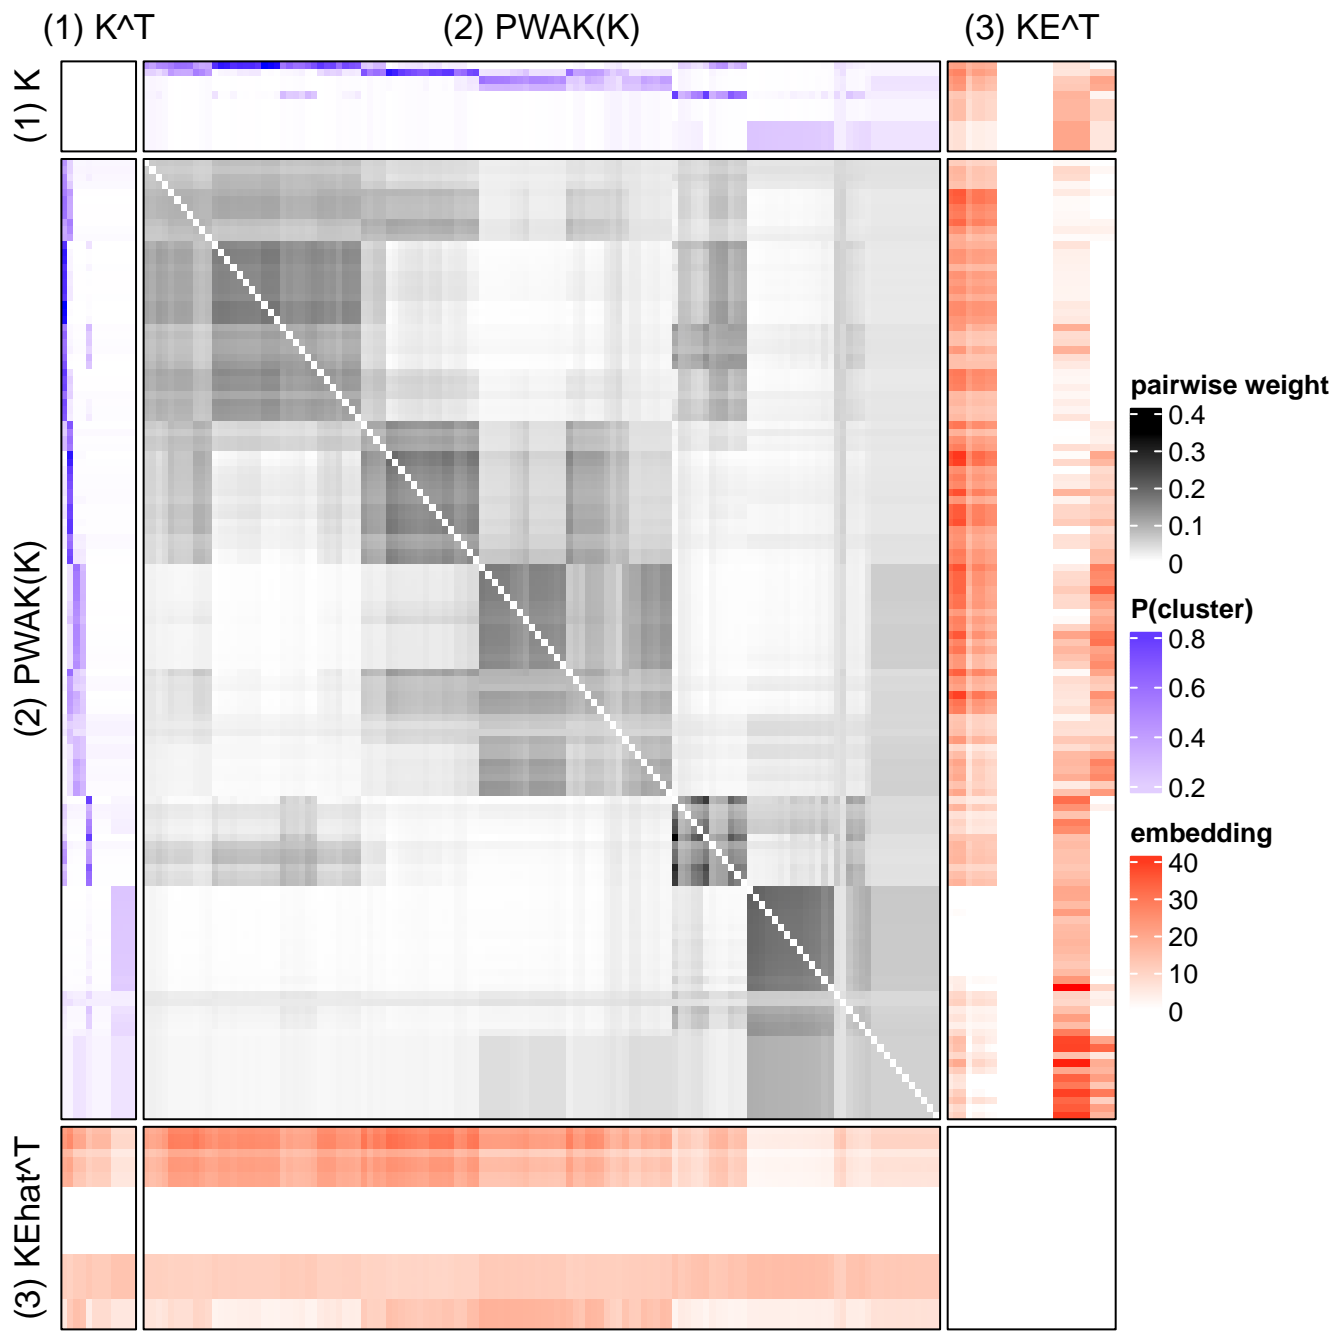 (1) K^T
(2) PWAK(K)
(3) KE^T
(1) K
(2) PWAK(K)
(3) KEhat^T
pairwise weight
0.4
0.3
0.2
0.1
0
P(cluster)
0.8
0.6
0.4
0.2
embedding
40
30
20
10
0